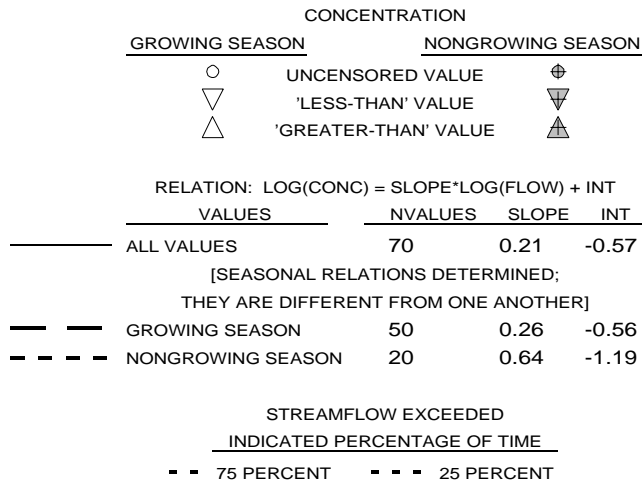 CONCENTRATION
GROWING SEASON NONGROWING SEASON
UNCENSORED VALUE
'LESS-THAN' VALUE
'GREATER-THAN' VALUE
RELATION: LOG(CONC) = SLOPE*LOG(FLOW) + INT
VALUES NVALUES SLOPE INT
ALL VALUES 70 0.21 -0.57
[SEASONAL RELATIONS DETERMINED;
THEY ARE DIFFERENT FROM ONE ANOTHER]
GROWING SEASON 50 0.26 -0.56
NONGROWING SEASON 20 0.64 -1.19
STREAMFLOW EXCEEDED
INDICATED PERCENTAGE OF TIME
75 PERCENT 25 PERCENT